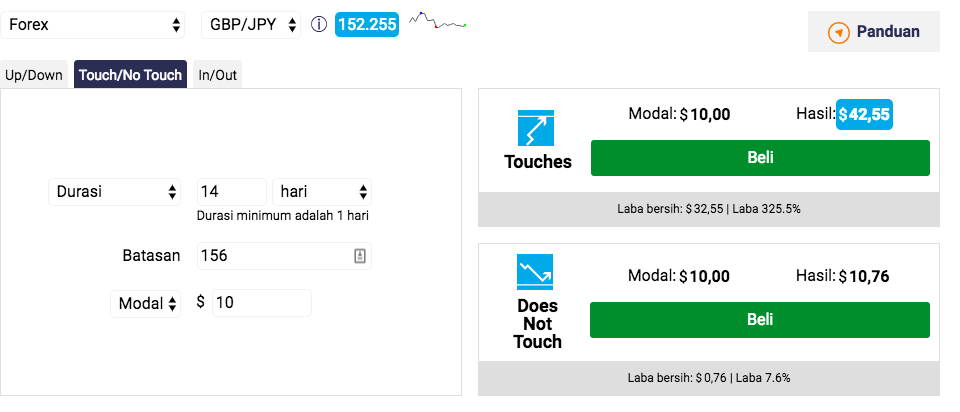 Forex
GBP/JPY
152.255
Panduan
Up/Down
Touch/No Touch
In/Out
Durasi
14
hari
Durasi minimum adalah 1 hari
Batasan
156
Modal
$
10
Modal: $ 10,00
Hasil: $ 42,55
Touches
Beli
Laba bersih: $ 32,55 | Laba 325.5%
Modal: $ 10,00
Hasil: $ 10,76
Does
Not
Touch
Beli
Laba bersih: $ 0,76 | Laba 7.6%